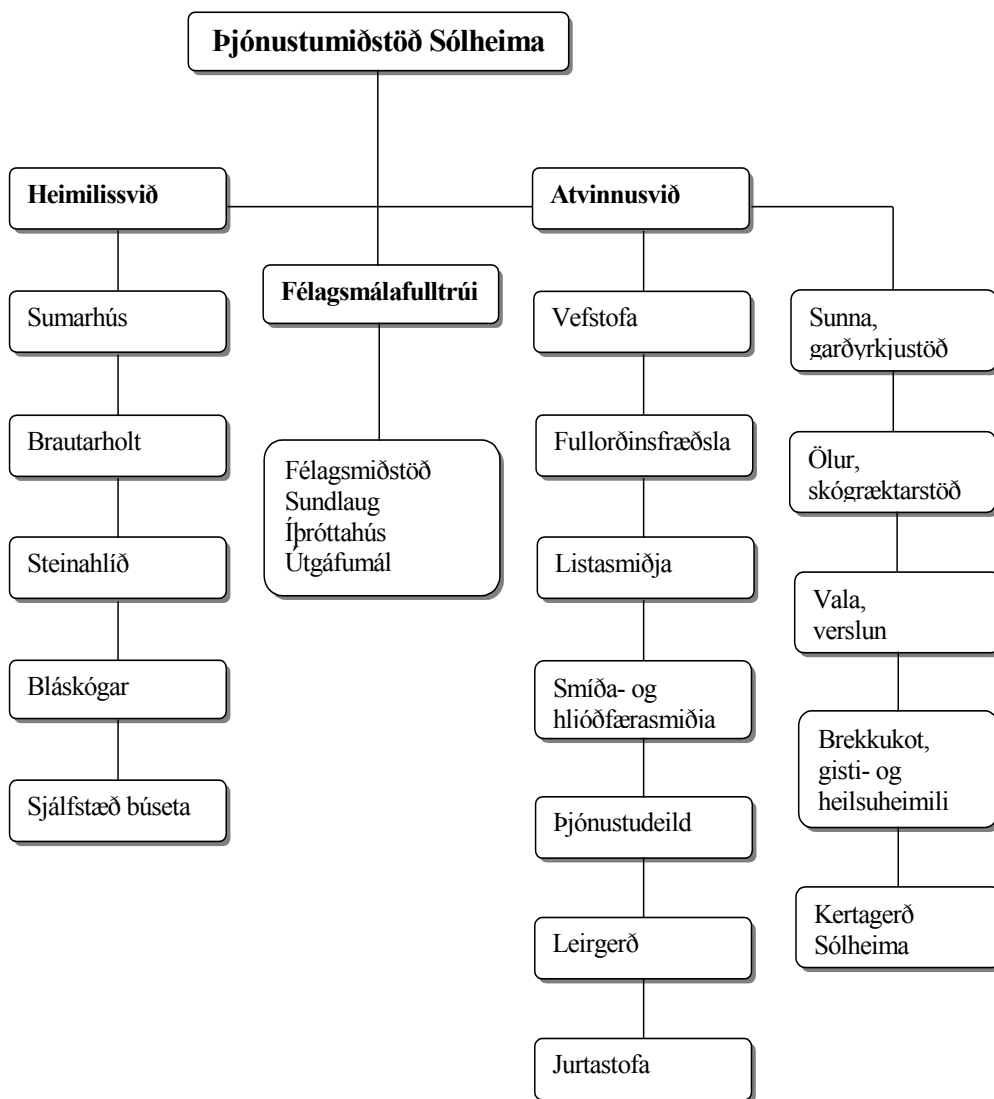 Þjónustumiðstöð Sólheima
Heimilissvið
Atvinnusvið
Félagsmálafulltrúi
Sumarhús
Brautarholt
Steinahlíð
Bláskógar
Sjálfstæð búseta
Félagsmiðstöð
Sundlaug
Íþróttahús
Útgáfumál
Vefstofa
Fullorðinsfræðsla
Listasmiðja
Smíða- og
hljóðfærasmiðja
Þjónustudeild
Leirgerð
Jurtastofa
Sunna,
garðyrkjustöð
Ölur,
skógræktarstöð
Vala,
verslun
Brekkukot,
gisti- og
heilsuheimili
Kertagerð
Sólheima